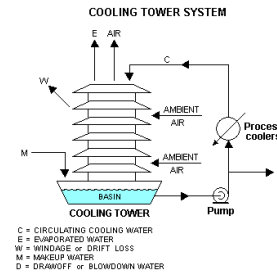 COOLING TOWER SYSTEM
E AIR
C
W
AMBIENT
AIR
Process
coolers
M
AMBIENT
AIR
BASIN
COOLING TOWER
Pump
C = CIRCULATING COOLING WATER
E = EVAPORATED WATER
W = WINDAGE or DRIFT LOSS
M = MAKEUP WATER
D = DRAWOFF or BLOWDOWN WATER